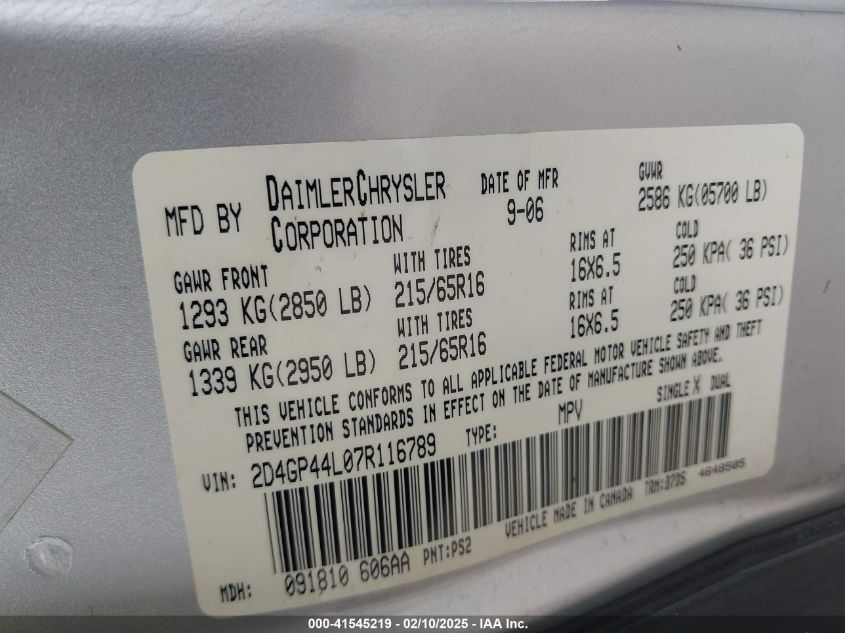 MFD BY DAIMLERCHRYSLER CORPORATION DATE OF MFR 9-06 GVWR 2586 KG(05700 LB)
GAWR FRONT WITH TIRES RIMS AT COLD
1293 KG(2850 LB) 215/65R16 16X6.5 250 KPA( 36 PSI)
GAWR REAR WITH TIRES RIMS AT COLD
1339 KG(2950 LB) 215/65R16 16X6.5 250 KPA( 36 PSI)
THIS VEHICLE CONFORMS TO ALL APPLICABLE FEDERAL MOTOR VEHICLE SAFETY AND THEFT
PREVENTION STANDARDS IN EFFECT ON THE DATE OF MANUFACTURE SHOWN ABOVE.
VIN: 2D4GP44L07R116789 TYPE: MPV SINGLE X DUAL
VEHICLE MADE IN CANADA TRM:B7D5 4648505
MDH: 091810 606AA PNT:PS2
000-41545219 - 02/10/2025 - IAA Inc.